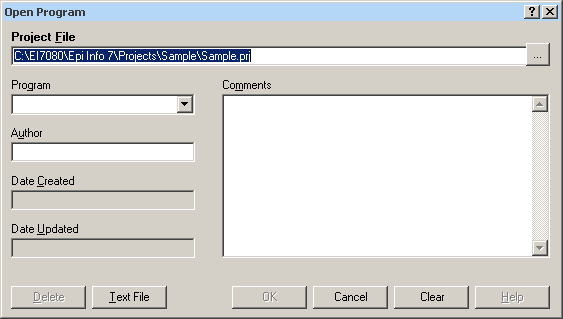 Open Program
Project File
C:\EI7080\Epi Info 7\Projects\Sample\Sample.prj
...
Program
Comments
Author
Date Created
Date Updated
Delete
Text File
OK
Cancel
Clear
Help